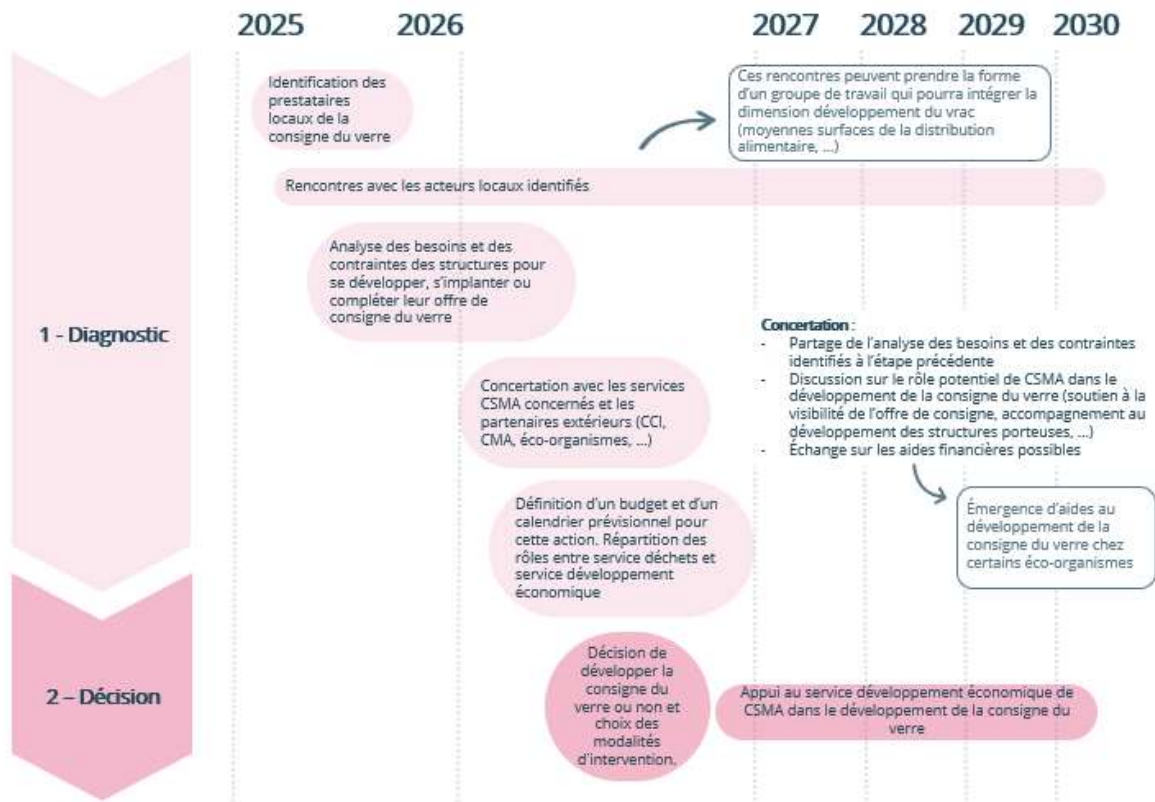 2025 2026 2027 2028 2029 2030
Identification des
prestataires
locaux de la
consigne du verre
Ces rencontres peuvent prendre la forme
d'un groupe de travail qui pourra intégrer la
dimension développement du vrac
(moyennes surfaces de la distribution
alimentaire, ...)
Rencontres avec les acteurs locaux identifiés
Analyse des besoins et des
contraintes des structures pour
se développer, s'implanter ou
compléter leur offre de
consigne du verre
1 - Diagnostic
Concertation :
- Partage de l'analyse des besoins et des contraintes
identifiés à l'étape précédente
- Discussion sur le rôle potentiel de CSMA dans le
développement de la consigne du verre (soutien à la
visibilité de l'offre de consigne, accompagnement au
développement des structures porteuses, ...)
- Échange sur les aides financières possibles
Concertation avec les services
CSMA concernés et les
partenaires extérieurs (CCI,
CMA, éco-organismes, ...)
Définition d'un budget et d'un
calendrier prévisionnel pour
cette action. Répartition des
rôles entre service déchets et
service développement
économique
Émergence d'aides au
développement de la
consigne du verre chez
certains éco-organismes
2 – Décision
Décision de
développer la
consigne du
verre ou non et
choix des
modalités
d'intervention.
Appui au service développement économique de
CSMA dans le développement de la consigne du
verre